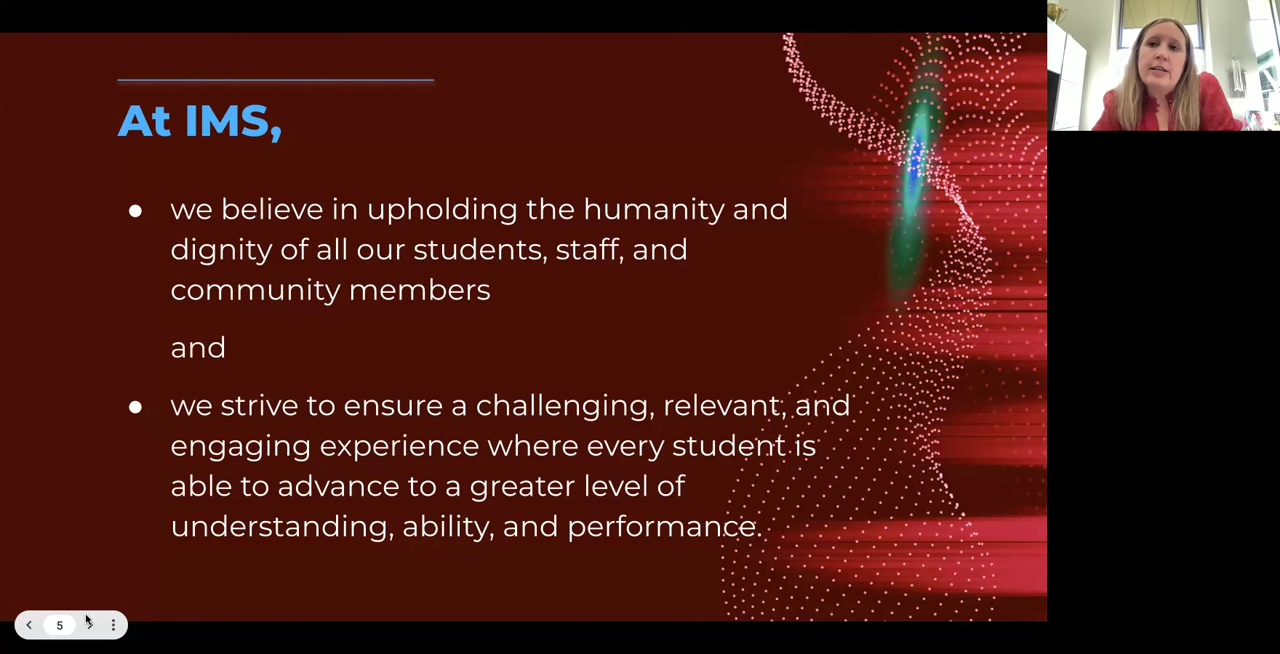 At IMS,
● we believe in upholding the humanity and
dignity of all our students, staff, and
community members
and
● we strive to ensure a challenging, relevant, and
engaging experience where every student is
able to advance to a greater level of
understanding, ability, and performance.
5